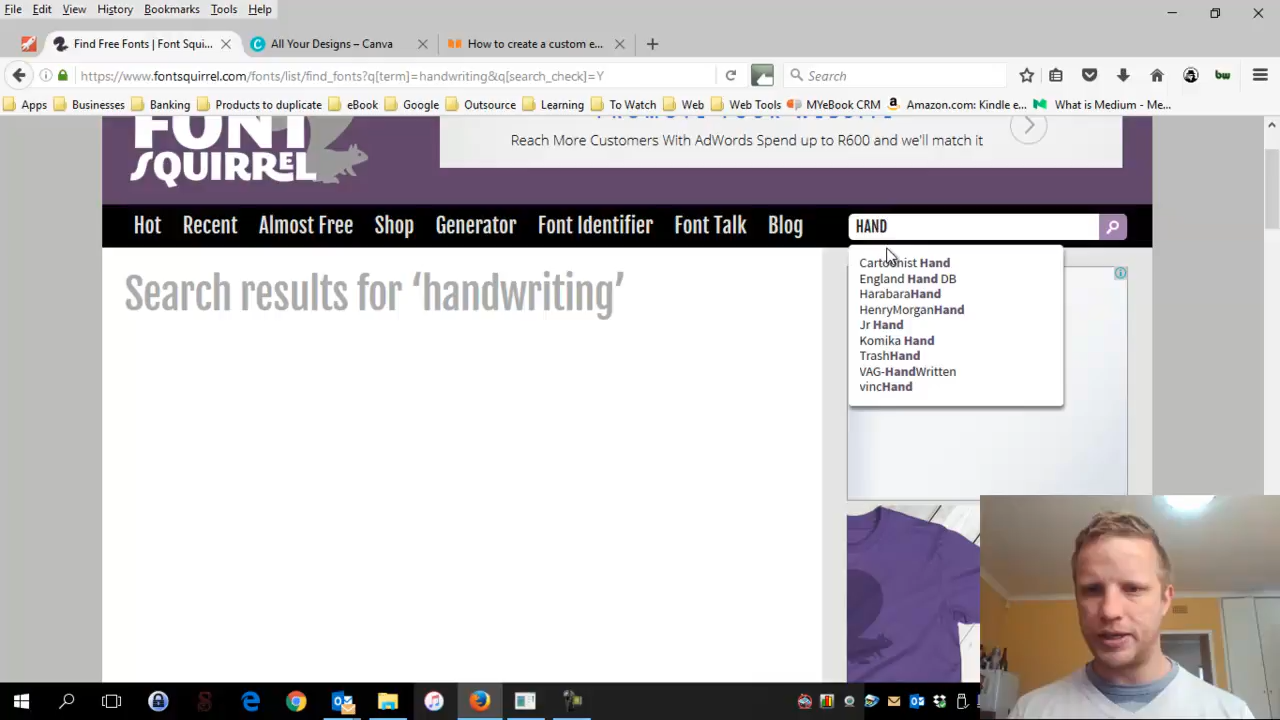 File Edit View History Bookmarks Tools Help
Find Free Fonts | Font Squi... All Your Designs – Canva How to create a custom e...
https://www.fontsquirrel.com/fonts/list/find_fonts?q[term]=handwriting&q[search_check]=Y Search bw
Apps Businesses Banking Products to duplicate eBook Google Outsource Learning To Watch Web Web Tools MYeBook CRM Amazon.com: Kindle e... What is Medium - Me...
FONT SQUIRREL
PROMOTE YOUR WEBSITE
Reach More Customers With AdWords Spend up to R600 and we'll match it
Hot Recent Almost Free Shop Generator Font Identifier Font Talk Blog HAND
Search results for ‘handwriting’
Cartoonist Hand
England Hand DB
HarabaraHand
HenryMorganHand
Jr Hand
Komika Hand
TrashHand
VAG-HandWritten
vincHand